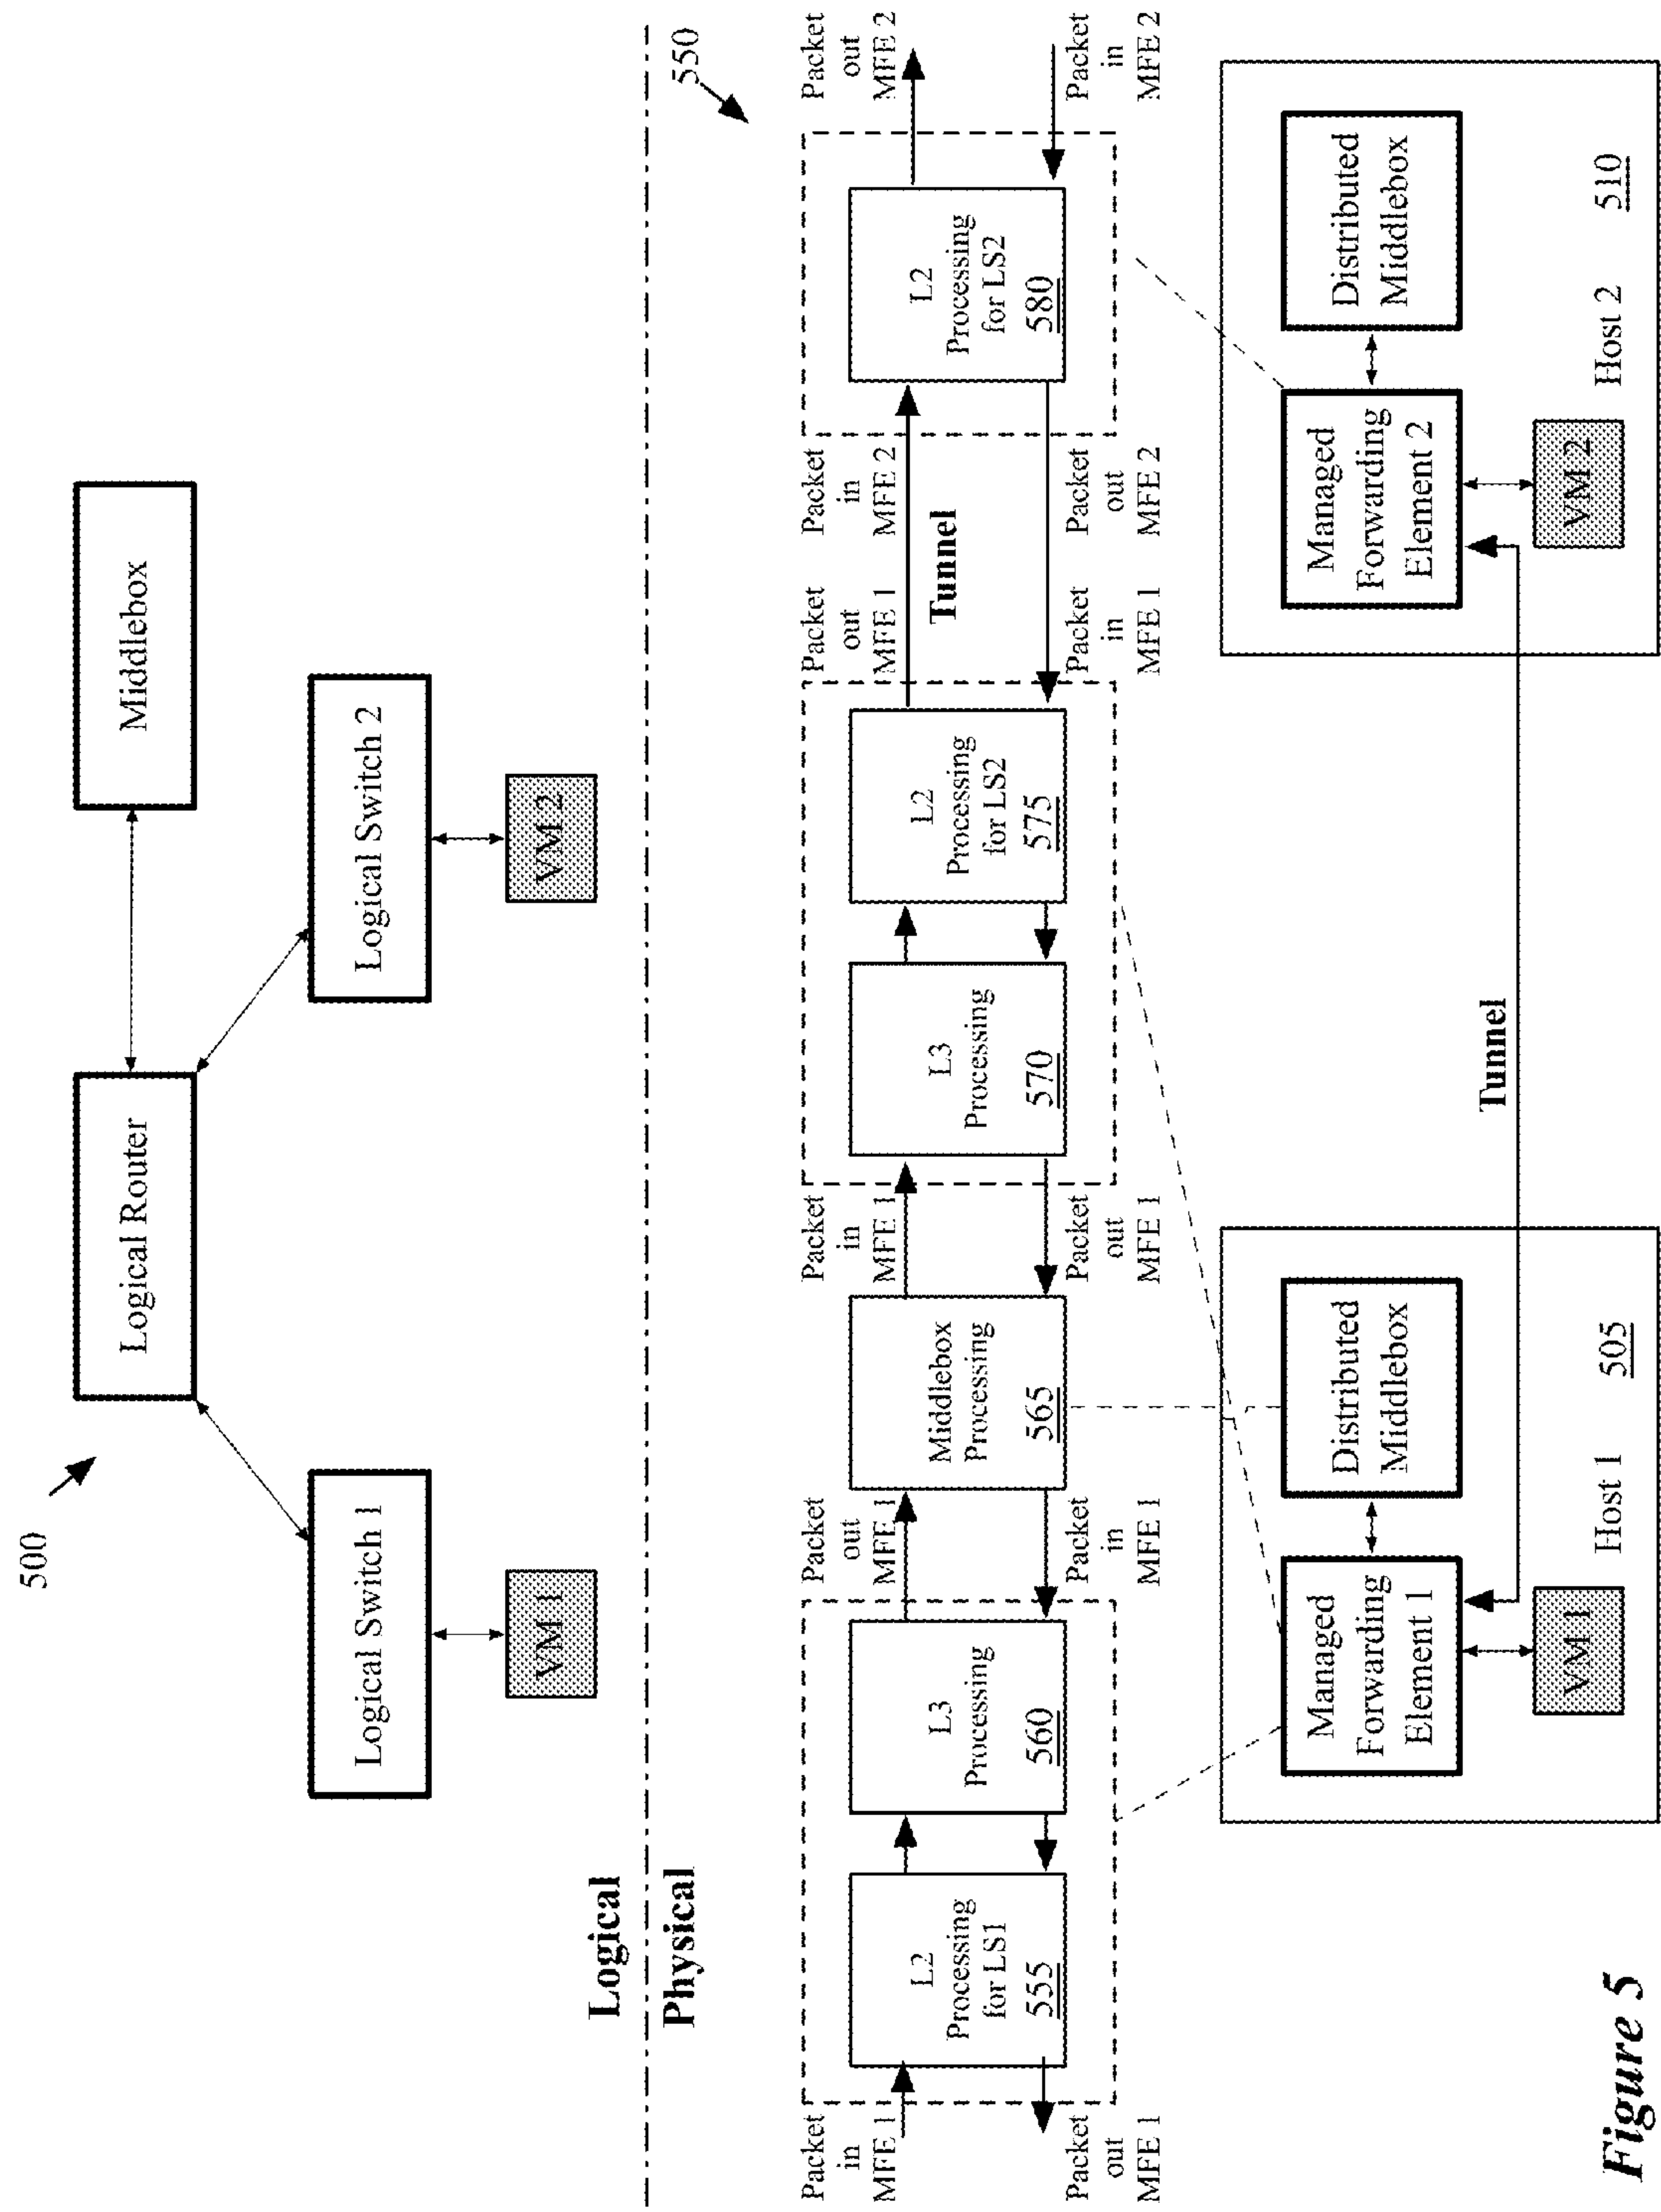 500
Logical Router
Middlebox
Logical Switch 1
Logical Switch 2
VM 1
VM 2
Logical
Physical
550
Packet
in
MFE 1
Packet
out
MFE 1
Packet
in
MFE 1
Packet
out
MFE 1
Packet
in
MFE 2
Packet
out
MFE 2
L2
Processing
for LS1
555
L3
Processing
560
Middlebox
Processing
565
L3
Processing
570
L2
Processing
for LS2
575
Tunnel
L2
Processing
for LS2
580
Packet
out
MFE 1
Packet
in
MFE 1
Packet
out
MFE 1
Packet
in
MFE 1
Packet
out
MFE 2
Packet
in
MFE 2
Managed
Forwarding
Element 1
Distributed
Middlebox
VM 1
Host 1
505
Tunnel
Managed
Forwarding
Element 2
Distributed
Middlebox
VM 2
Host 2
510
Figure 5